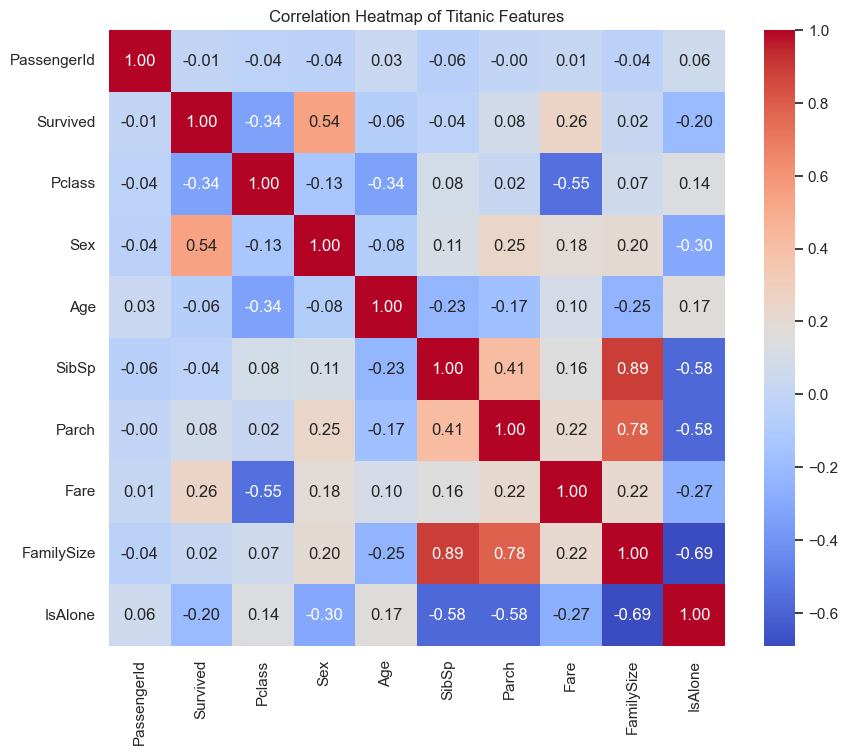 Correlation Heatmap of Titanic Features
PassengerId 1.00 -0.01 -0.04 -0.04 0.03 -0.06 -0.00 0.01 -0.04 0.06
Survived -0.01 1.00 -0.34 0.54 -0.06 -0.04 0.08 0.26 0.02 -0.20
Pclass -0.04 -0.34 1.00 -0.13 -0.34 0.08 0.02 -0.55 0.07 0.14
Sex -0.04 0.54 -0.13 1.00 -0.08 0.11 0.25 0.18 0.20 -0.30
Age 0.03 -0.06 -0.34 -0.08 1.00 -0.23 -0.17 0.10 -0.25 0.17
SibSp -0.06 -0.04 0.08 0.11 -0.23 1.00 0.41 0.16 0.89 -0.58
Parch -0.00 0.08 0.02 0.25 -0.17 0.41 1.00 0.22 0.78 -0.58
Fare 0.01 0.26 -0.55 0.18 0.10 0.16 0.22 1.00 0.22 -0.27
FamilySize -0.04 0.02 0.07 0.20 -0.25 0.89 0.78 0.22 1.00 -0.69
IsAlone 0.06 -0.20 0.14 -0.30 0.17 -0.58 -0.58 -0.27 -0.69 1.00
PassengerId Survived Pclass Sex Age SibSp Parch Fare FamilySize IsAlone
1.0
0.8
0.6
0.4
0.2
0.0
-0.2
-0.4
-0.6